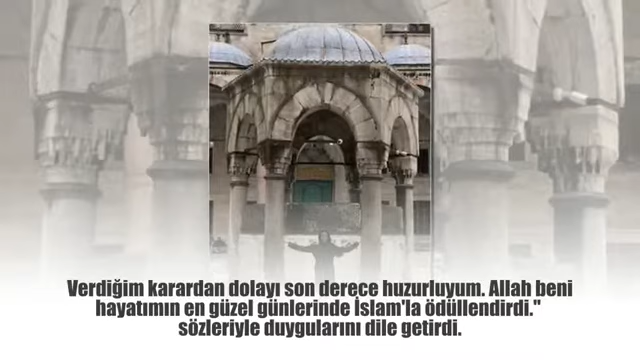 Verdiğim karardan dolayı son derece huzurluyum. Allah beni
hayatımın en güzel günlerinde İslam'la ödüllendirdi."
sözleriyle duygularını dile getirdi.